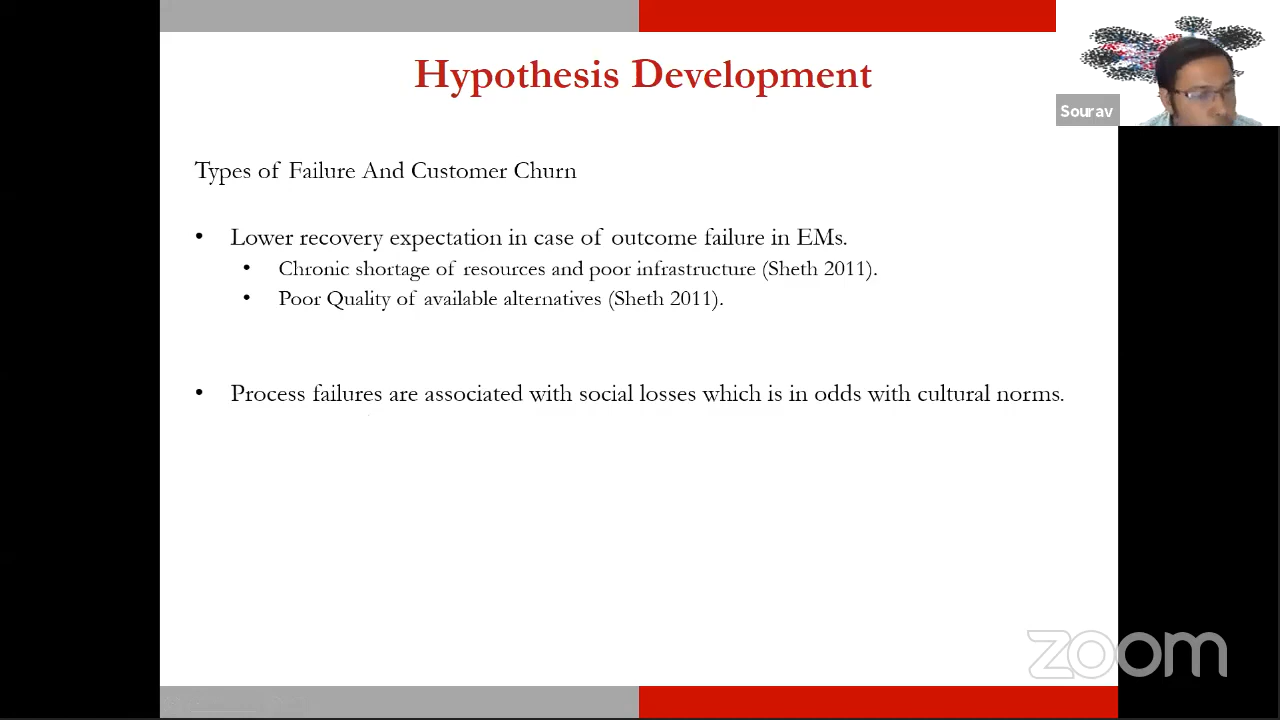 Hypothesis Development
Sourav
Types of Failure And Customer Churn
• Lower recovery expectation in case of outcome failure in EMs.
• Chronic shortage of resources and poor infrastructure (Sheth 2011).
• Poor Quality of available alternatives (Sheth 2011).
• Process failures are associated with social losses which is in odds with cultural norms.
zoom